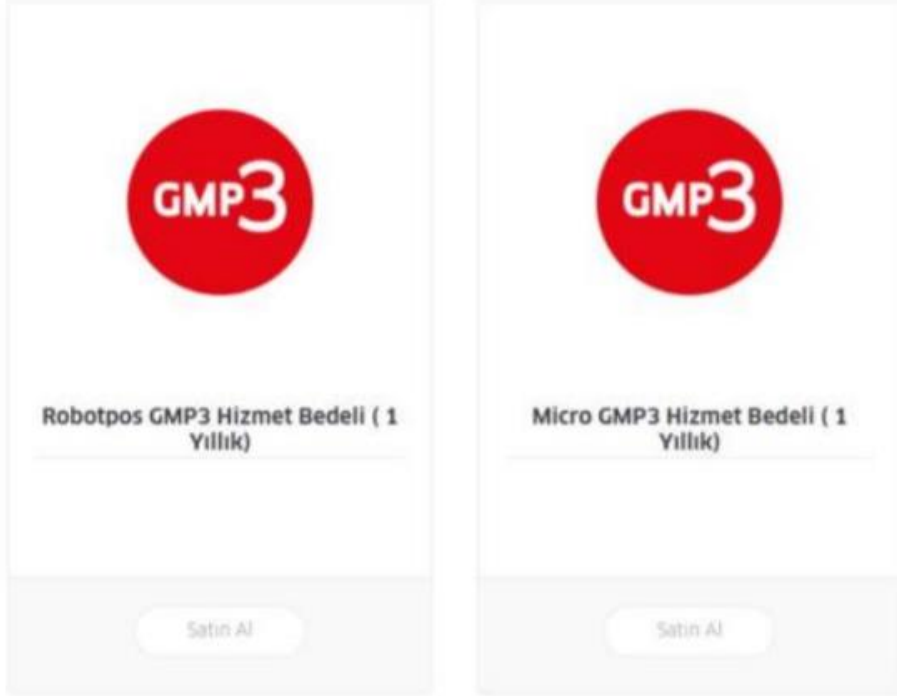 GMP3
Robotpos GMP3 Hizmet Bedeli ( 1
Yıllık)
Satın Al
GMP3
Micro GMP3 Hizmet Bedeli ( 1
Yıllık)
Satın Al